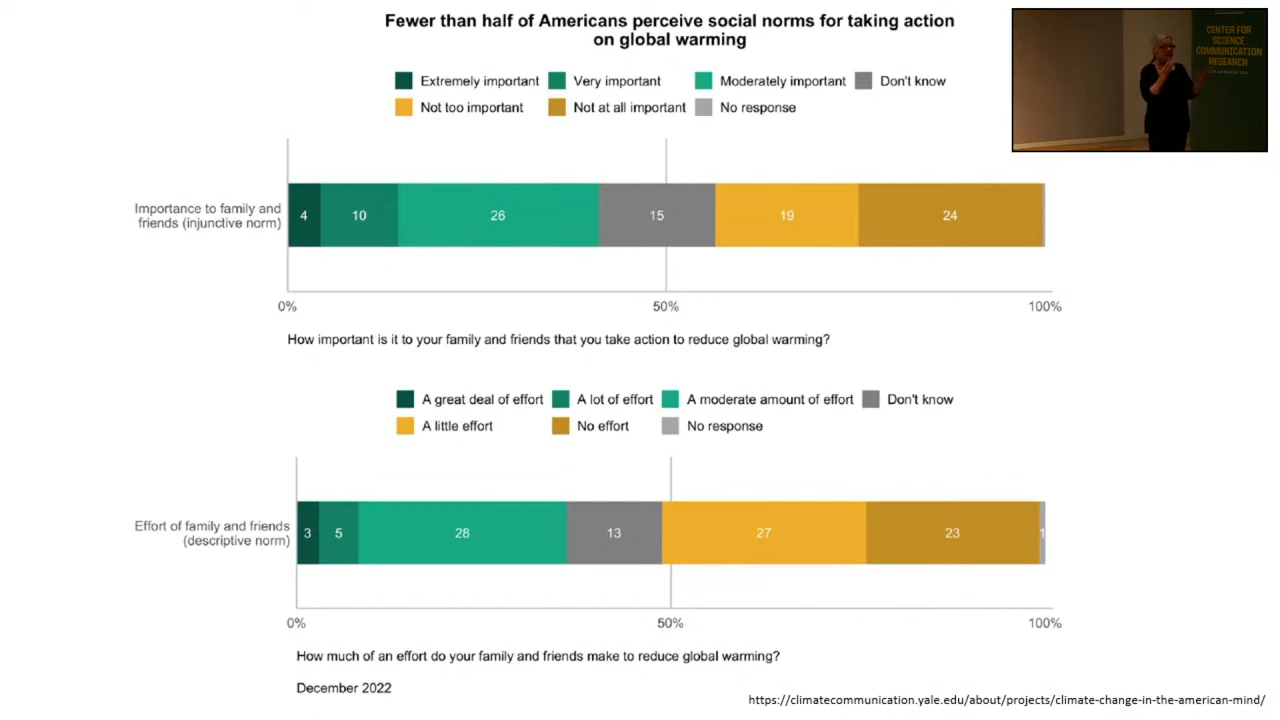 Fewer than half of Americans perceive social norms for taking action
on global warming
CENTER FOR
SCIENCE
COMMUNICATION
RESEARCH
Extremely important
Very important
Moderately important
Don't know
Not too important
Not at all important
No response
Importance to family and
friends (injunctive norm)
4
10
26
15
19
24
0%
50%
100%
How important is it to your family and friends that you take action to reduce global warming?
A great deal of effort
A lot of effort
A moderate amount of effort
Don't know
A little effort
No effort
No response
Effort of family and friends
(descriptive norm)
3
5
28
13
27
23
1
0%
50%
100%
How much of an effort do your family and friends make to reduce global warming?
December 2022
https://climatecommunication.yale.edu/about/projects/climate-change-in-the-american-mind/